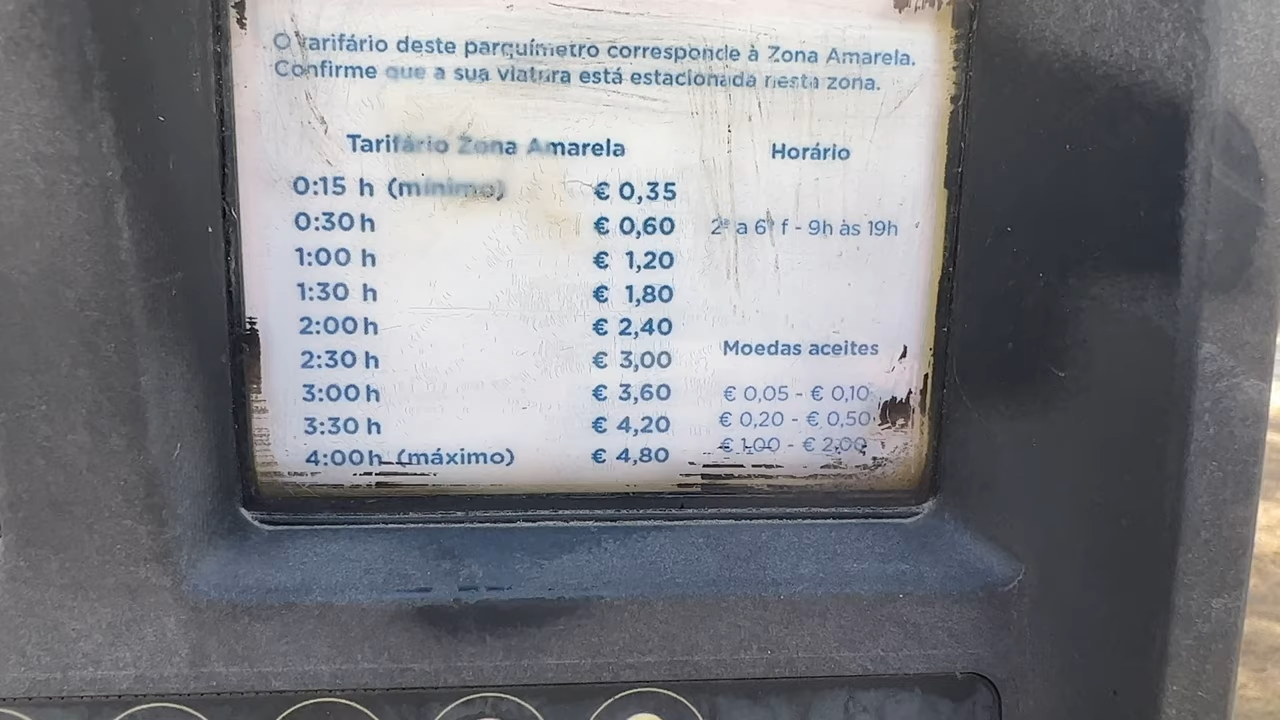 O tarifário deste parquímetro corresponde à Zona Amarela.
Confirme que a sua viatura está estacionada nesta zona.
Tarifário Zona Amarela
0:15 h (mínimo) € 0,35
0:30 h € 0,60
1:00 h € 1,20
1:30 h € 1,80
2:00 h € 2,40
2:30 h € 3,00
3:00 h € 3,60
3:30 h € 4,20
4:00 h (máximo) € 4,80
Horário
2ª a 6ª f - 9h às 19h
Moedas aceites
€ 0,05 - € 0,10
€ 0,20 - € 0,50
€ 1,00 - € 2,00